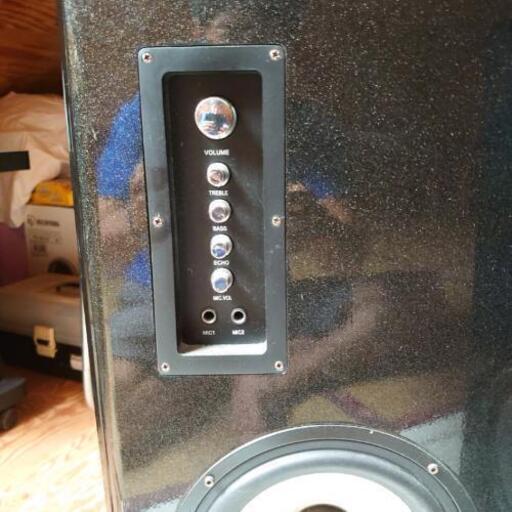 VOLUME
TREBLE
BASS
ECHO
MIC.VOL
MIC1 MIC2